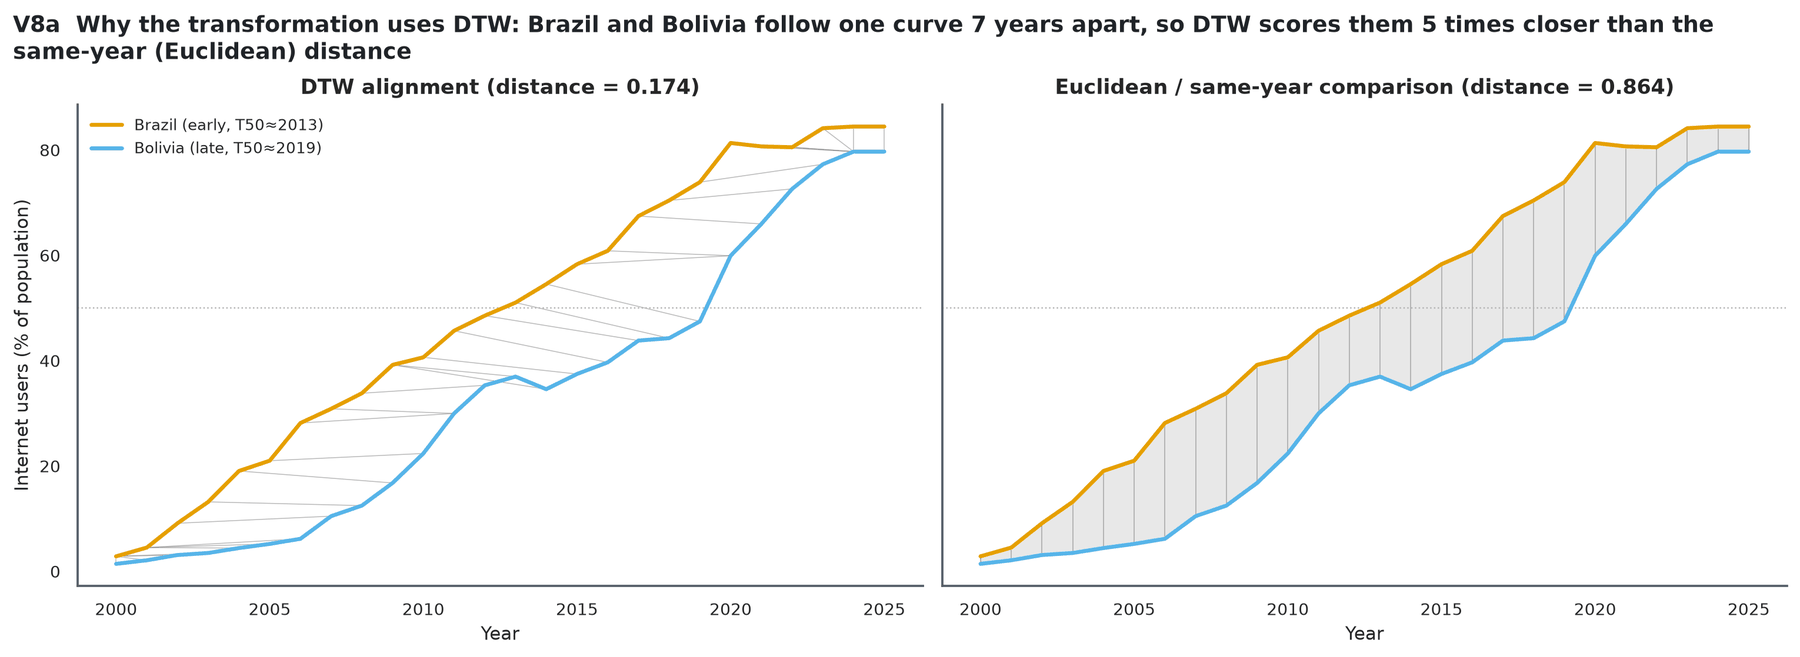 V8a  Why the transformation uses DTW: Brazil and Bolivia follow one curve 7 years apart, so DTW scores them 5 times closer than the
same-year (Euclidean) distance
DTW alignment (distance = 0.174)
Brazil (early, T50≈2013)
Bolivia (late, T50≈2019)
Internet users (% of population)
80
60
40
20
0
2000
2005
2010
2015
2020
2025
Year
Euclidean / same-year comparison (distance = 0.864)
2000
2005
2010
2015
2020
2025
Year